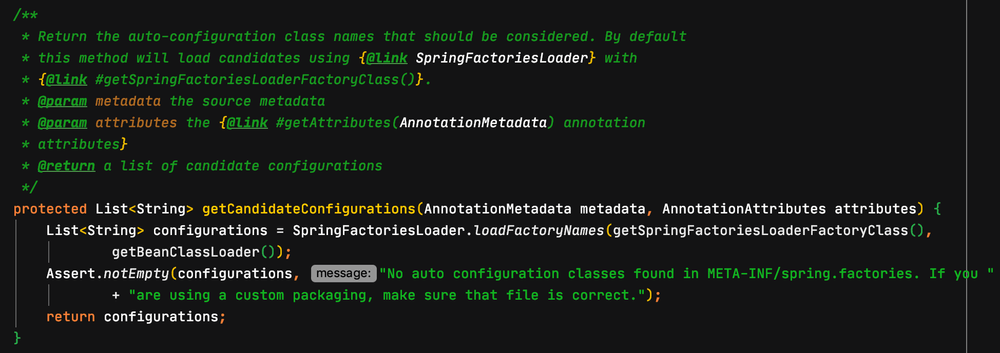 /**
 * Return the auto-configuration class names that should be considered. By default
 * this method will load candidates using {@link SpringFactoriesLoader} with
 * {@link #getSpringFactoriesLoaderFactoryClass()}.
 * @param metadata the source metadata
 * @param attributes the {@link #getAttributes(AnnotationMetadata) annotation
 * attributes}
 * @return a list of candidate configurations
 */
protected List<String> getCandidateConfigurations(AnnotationMetadata metadata, AnnotationAttributes attributes) {
    List<String> configurations = SpringFactoriesLoader.loadFactoryNames(getSpringFactoriesLoaderFactoryClass(),
            getBeanClassLoader());
    Assert.notEmpty(configurations, message: "No auto configuration classes found in META-INF/spring.factories. If you "
            + "are using a custom packaging, make sure that file is correct.");
    return configurations;
}